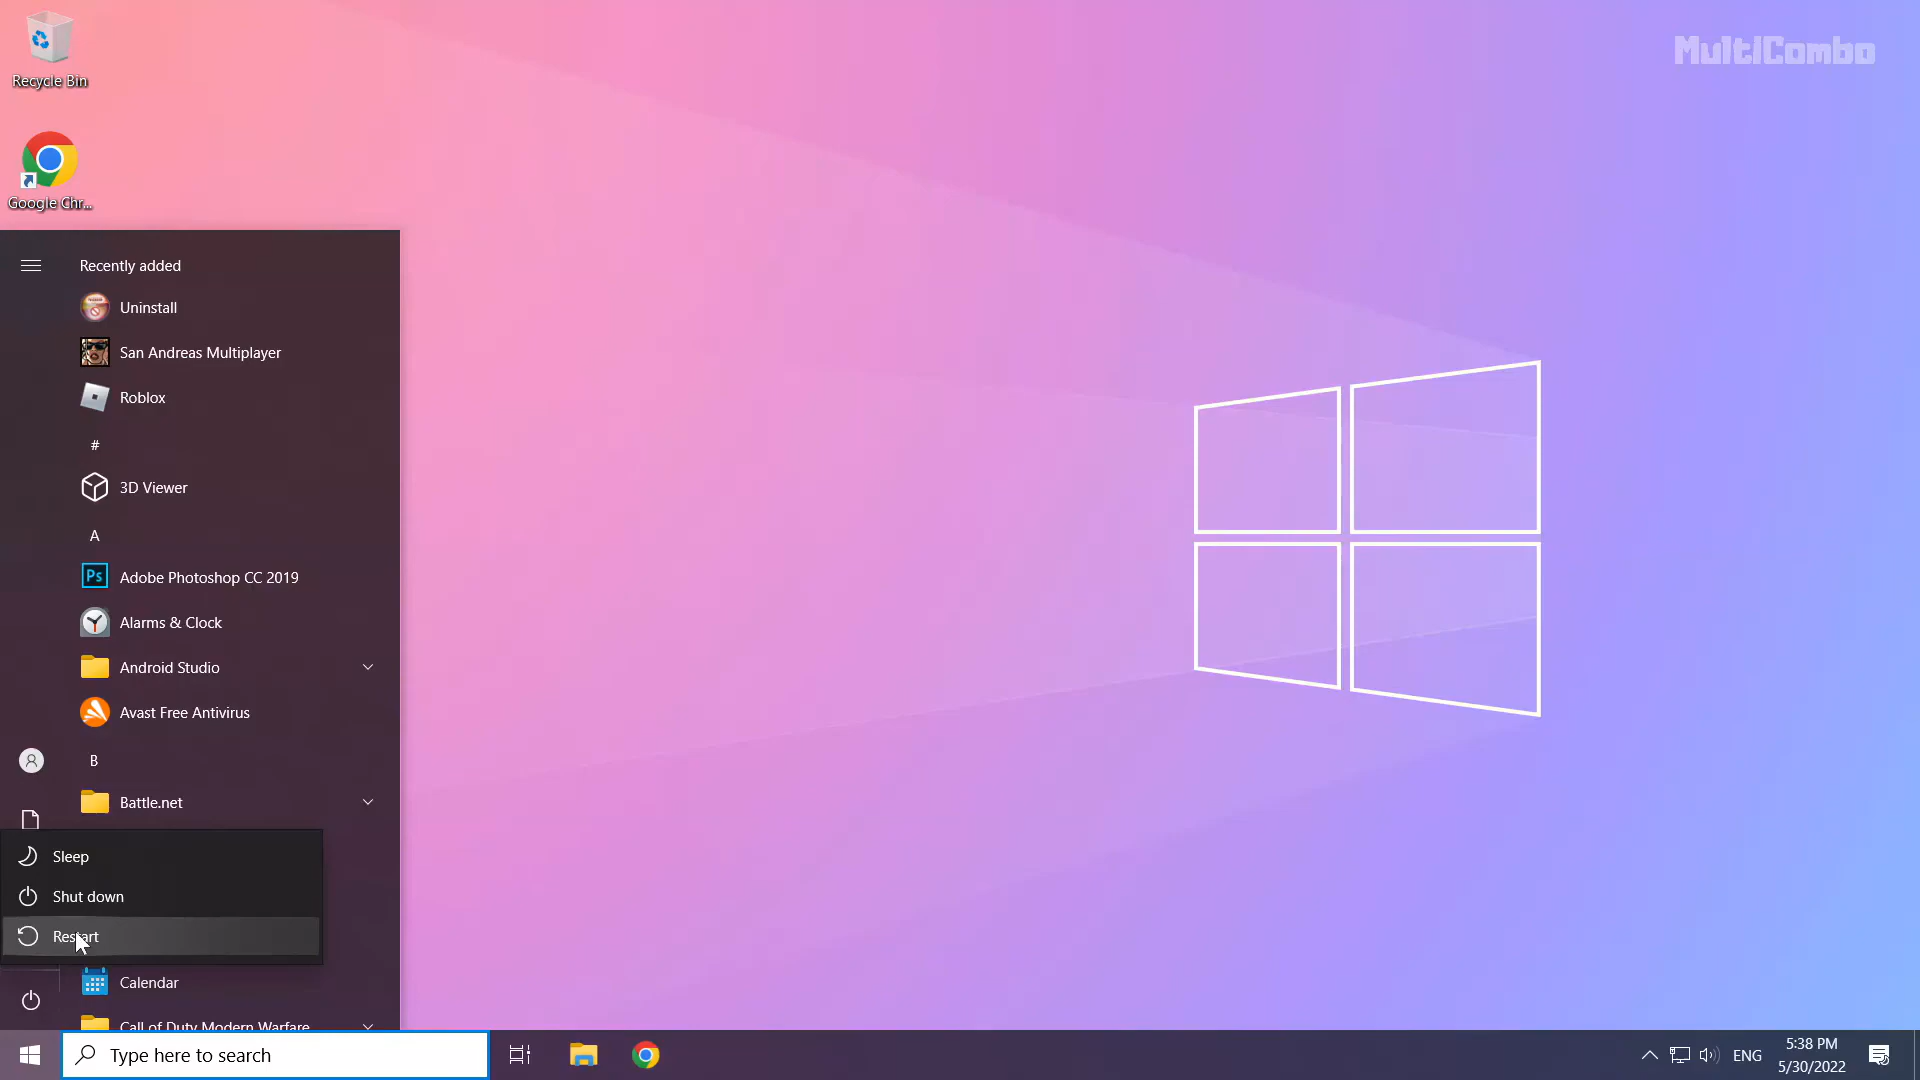 Recycle Bin
MultiCombo
Google Chr...
Recently added
Uninstall
San Andreas Multiplayer
Roblox
#
3D Viewer
A
Ps
Adobe Photoshop CC 2019
Alarms & Clock
Android Studio
Avast Free Antivirus
B
Battle.net
Sleep
Shut down
Restart
Calendar
Call of Duty Modern Warfare
Type here to search
ENG
5:38 PM
5/30/2022